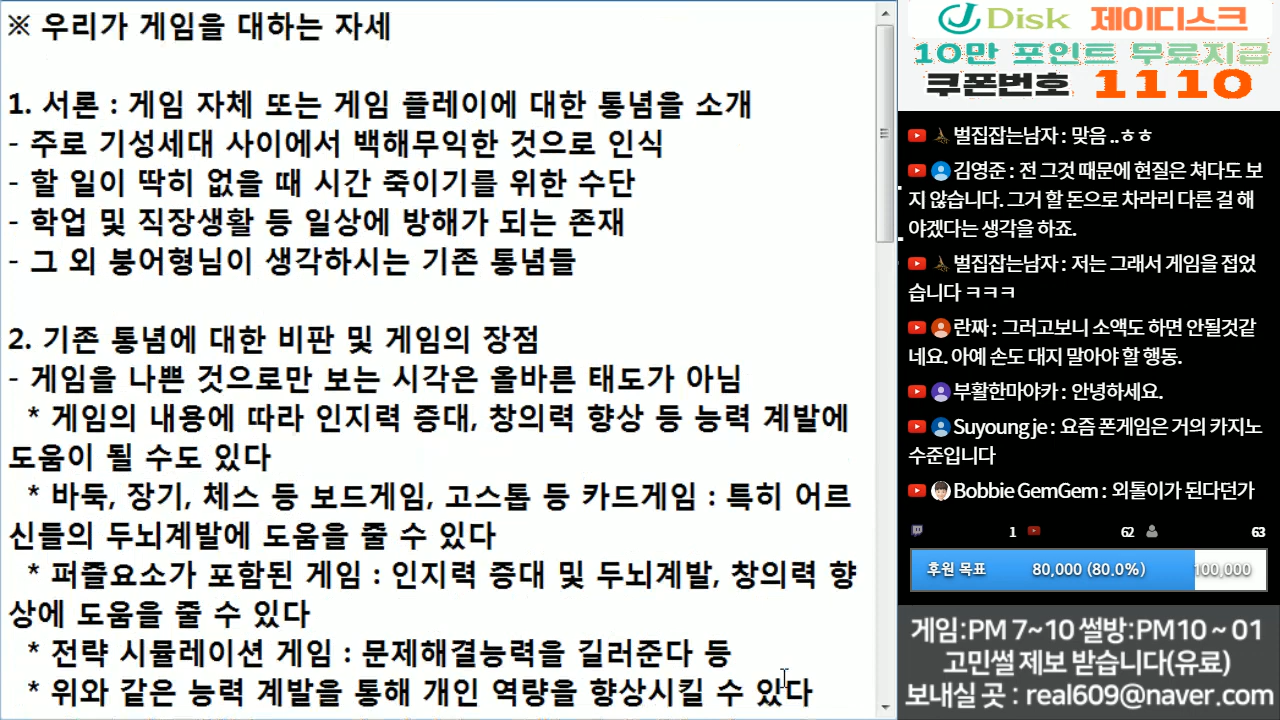 ※ 우리가 게임을 대하는 자세
1. 서론 : 게임 자체 또는 게임 플레이에 대한 통념을 소개
- 주로 기성세대 사이에서 백해무익한 것으로 인식
- 할 일이 딱히 없을 때 시간 죽이기를 위한 수단
- 학업 및 직장생활 등 일상에 방해가 되는 존재
- 그 외 붕어형님이 생각하시는 기존 통념들
2. 기존 통념에 대한 비판 및 게임의 장점
- 게임을 나쁜 것으로만 보는 시각은 올바른 태도가 아님
* 게임의 내용에 따라 인지력 증대, 창의력 향상 등 능력 계발에
도움이 될 수도 있다
* 바둑, 장기, 체스 등 보드게임, 고스톱 등 카드게임 : 특히 어르
신들의 두뇌계발에 도움을 줄 수 있다
* 퍼즐요소가 포함된 게임 : 인지력 증대 및 두뇌계발, 창의력 향
상에 도움을 줄 수 있다
* 전략 시뮬레이션 게임 : 문제해결능력을 길러준다 등
* 위와 같은 능력 계발을 통해 개인 역량을 향상시킬 수 있다
J Disk 제이디스크
10만 포인트 무료지급
쿠폰번호 1110
벌집잡는남자 : 맞음 ..ㅎㅎ
김영준 : 전 그것 때문에 현질은 쳐다도 보
지 않습니다. 그거 할 돈으로 차라리 다른 걸 해
야겠다는 생각을 하죠.
벌집잡는남자 : 저는 그래서 게임을 접었
습니다 ㅋㅋㅋ
란짜 : 그러고보니 소액도 하면 안될것같
네요. 아예 손도 대지 말아야 할 행동.
부활한마야카 : 안녕하세요.
Suyoung je : 요즘 폰게임은 거의 카지노
수준입니다
Bobbie GemGem : 외톨이가 된다던가
1 62 63
후원 목표 80,000 (80.0%) 100,000
게임:PM 7~10 썰방:PM10 ~ 01
고민썰 제보 받습니다(유료)
보내실 곳 : real609@naver.com